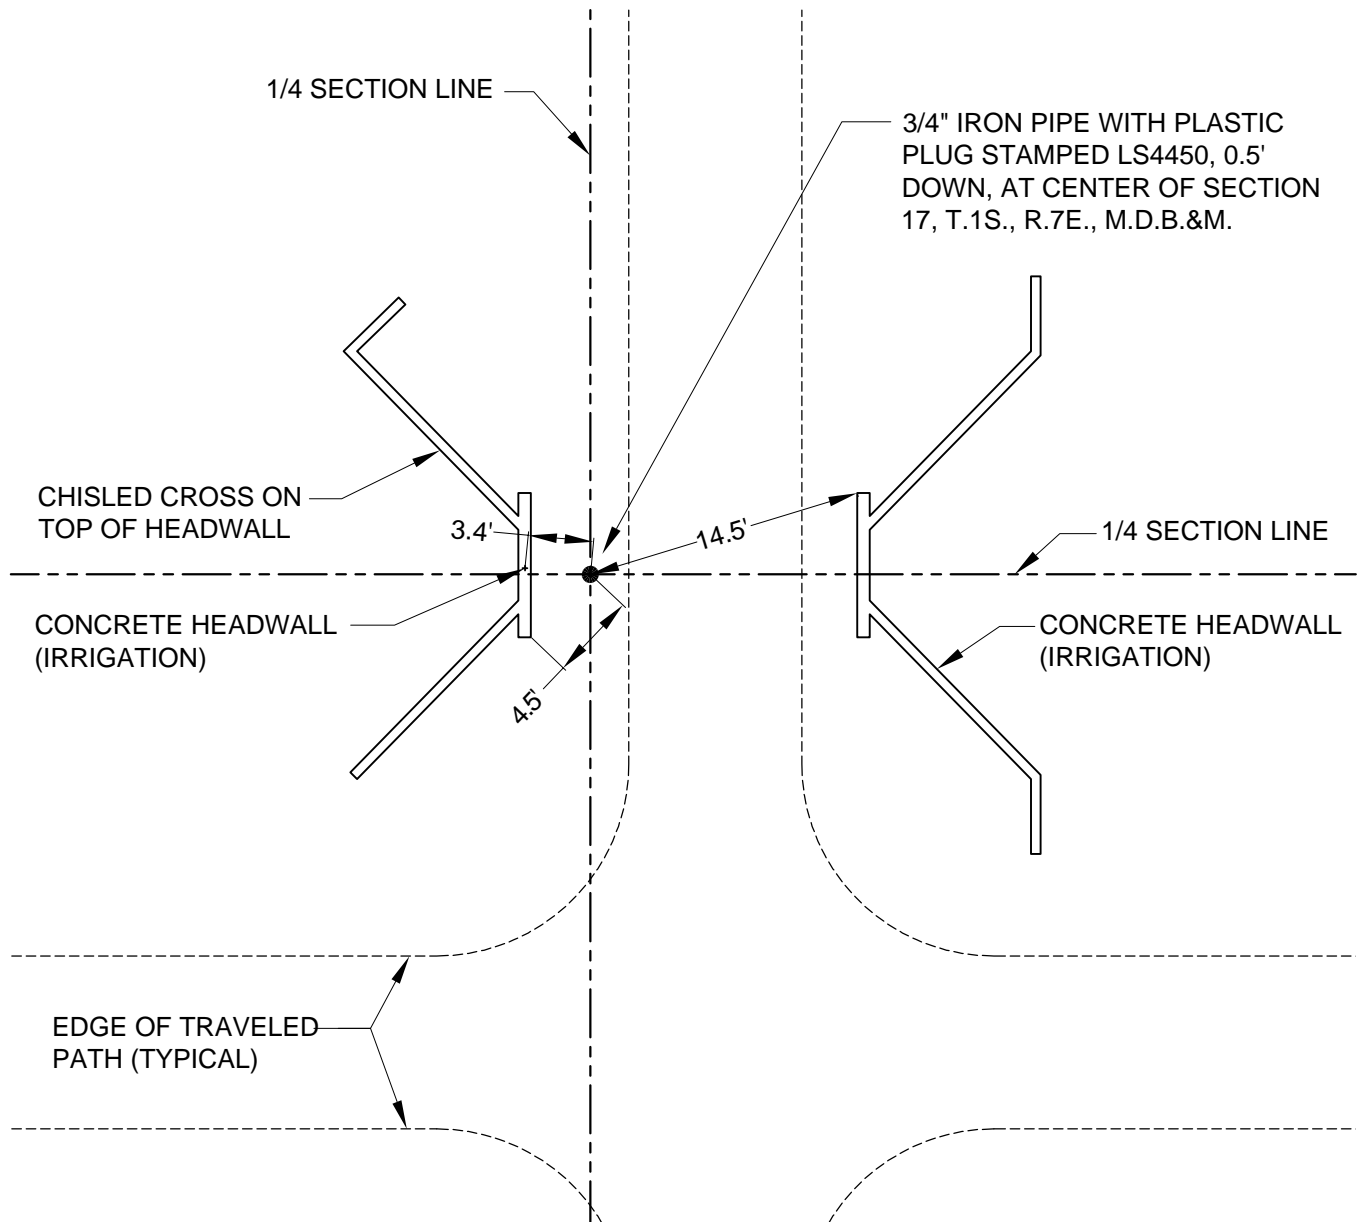 1/4 SECTION LINE
3/4" IRON PIPE WITH PLASTIC
PLUG STAMPED LS4450, 0.5'
DOWN, AT CENTER OF SECTION
17, T.1S., R.7E., M.D.B.&M.
CHISLED CROSS ON
TOP OF HEADWALL
3.4'
14.5'
1/4 SECTION LINE
CONCRETE HEADWALL
(IRRIGATION)
CONCRETE HEADWALL
(IRRIGATION)
4.5'
EDGE OF TRAVELED
PATH (TYPICAL)